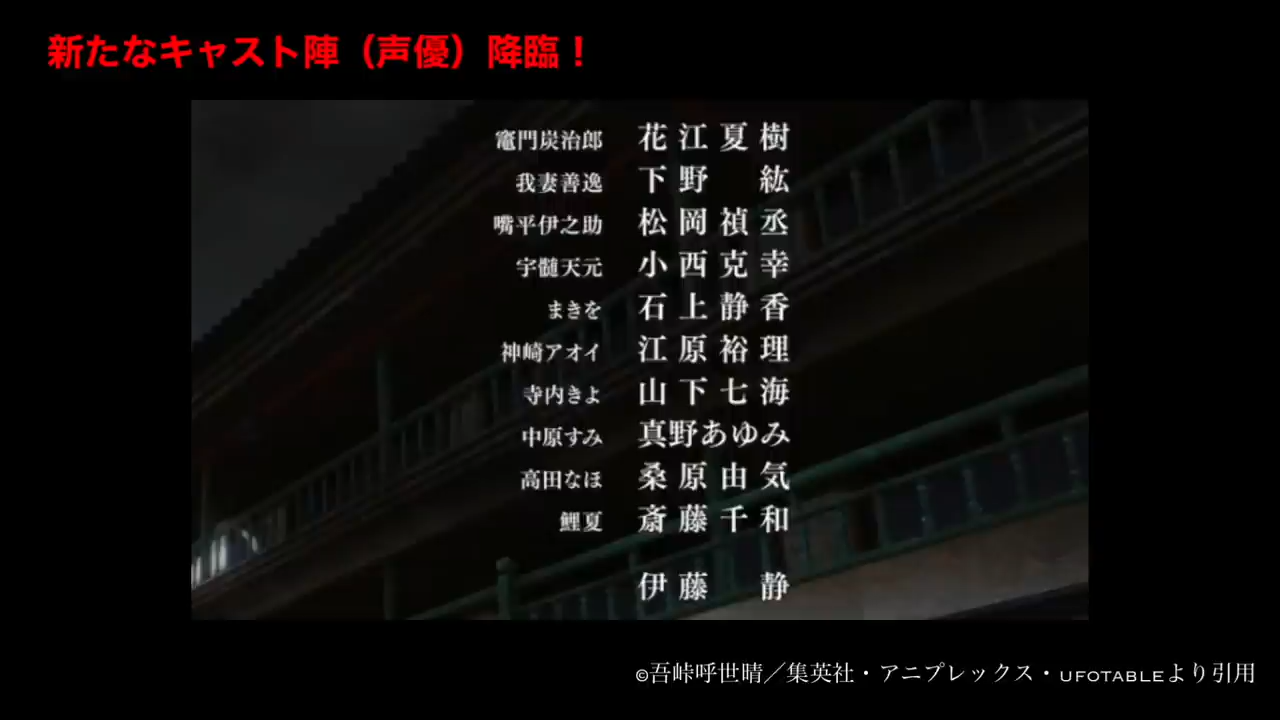 新たなキャスト陣（声優）降臨！
竈門炭治郎 花江夏樹
我妻善逸 下野 紘
嘴平伊之助 松岡禎丞
宇髄天元 小西克幸
まきを 石上静香
神崎アオイ 江原裕理
寺内きよ 山下七海
中原すみ 真野あゆみ
高田なほ 桑原由気
鯉夏 斎藤千和
伊藤 静
©吾峠呼世晴／集英社・アニプレックス・UFOTABLEより引用